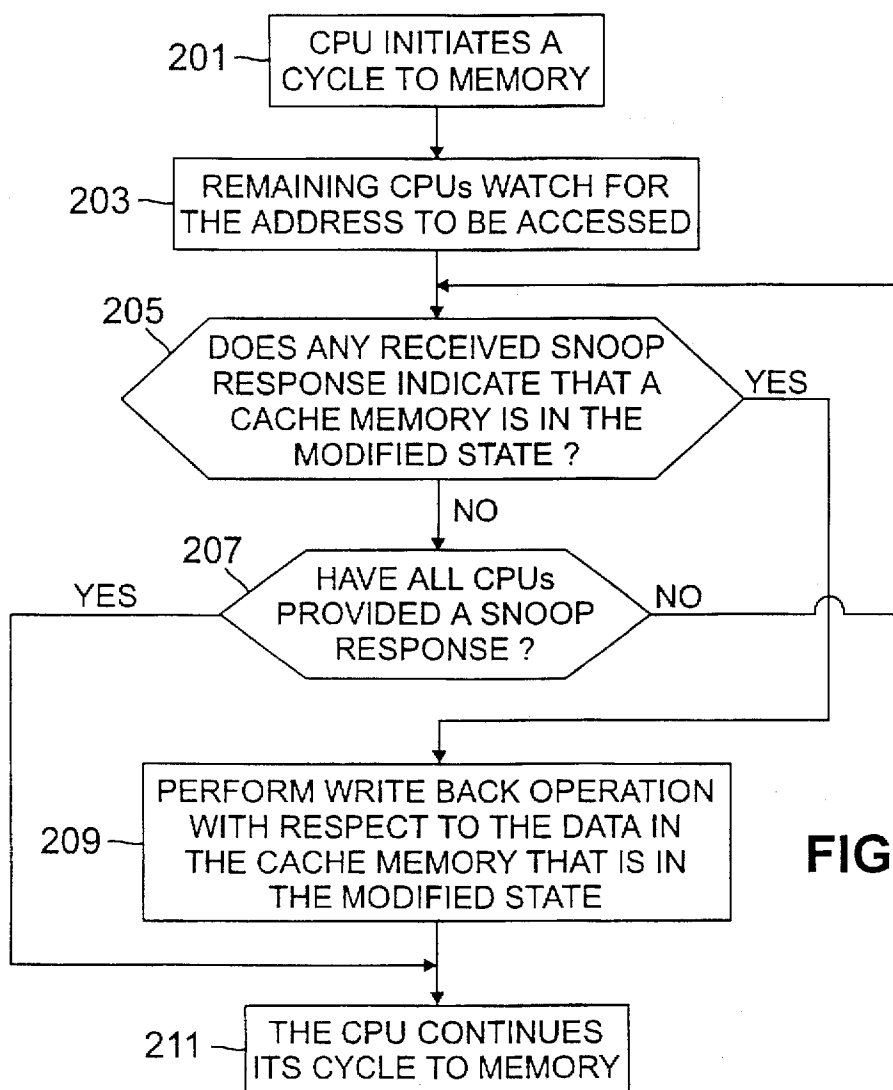 201
CPU INITIATES A
CYCLE TO MEMORY
203
REMAINING CPUs WATCH FOR
THE ADDRESS TO BE ACCESSED
205
DOES ANY RECEIVED SNOOP
RESPONSE INDICATE THAT A
CACHE MEMORY IS IN THE
MODIFIED STATE ?
YES
NO
207
YES
HAVE ALL CPUs
PROVIDED A SNOOP
RESPONSE ?
NO
209
PERFORM WRITE BACK OPERATION
WITH RESPECT TO THE DATA IN
THE CACHE MEMORY THAT IS IN
THE MODIFIED STATE
FIG
211
THE CPU CONTINUES
ITS CYCLE TO MEMORY